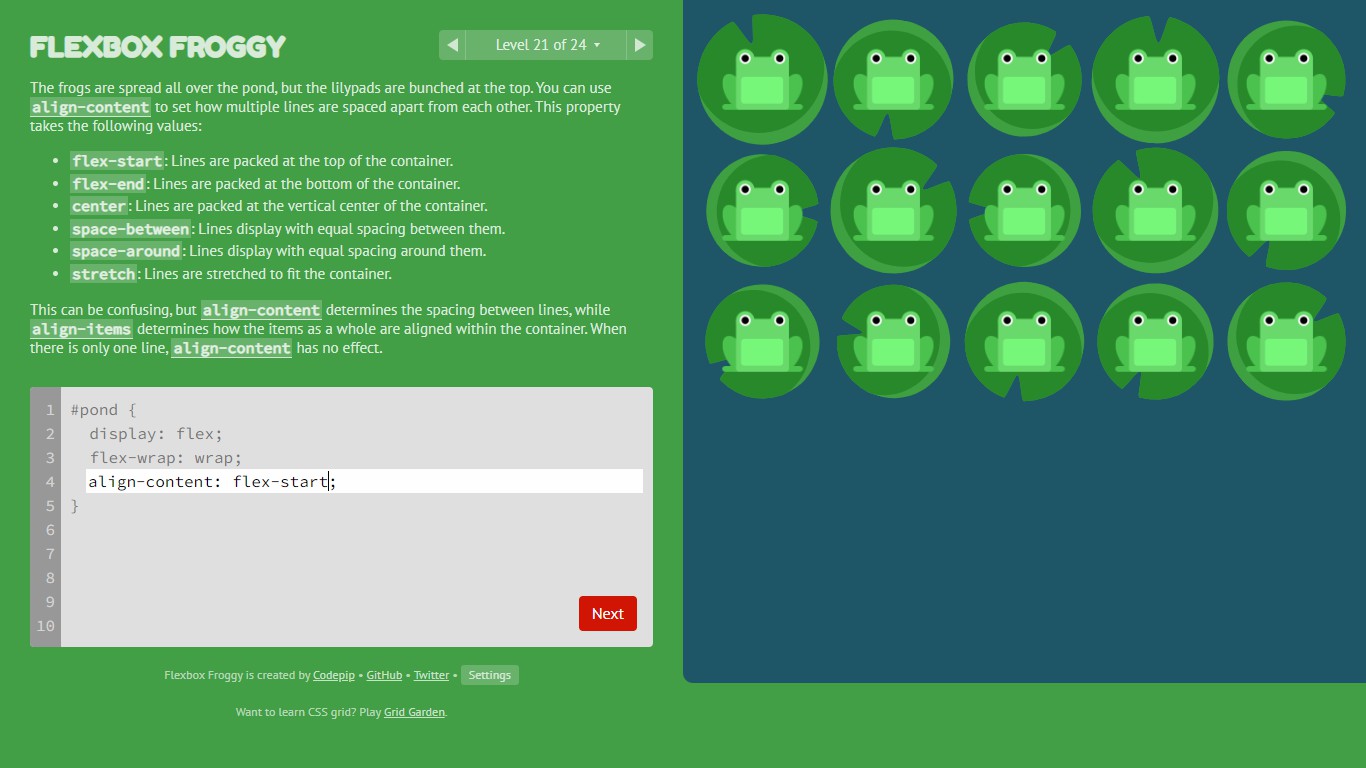 FLEXBOX FROGGY
Level 21 of 24
The frogs are spread all over the pond, but the lilypads are bunched at the top. You can use
align-content to set how multiple lines are spaced apart from each other. This property
takes the following values:
• flex-start: Lines are packed at the top of the container.
• flex-end: Lines are packed at the bottom of the container.
• center: Lines are packed at the vertical center of the container.
• space-between: Lines display with equal spacing between them.
• space-around: Lines display with equal spacing around them.
• stretch: Lines are stretched to fit the container.
This can be confusing, but align-content determines the spacing between lines, while
align-items determines how the items as a whole are aligned within the container. When
there is only one line, align-content has no effect.
1 #pond {
2 display: flex;
3 flex-wrap: wrap;
4 align-content: flex-start;
5 }
6
7
8
9
10
Next
Flexbox Froggy is created by Codepip • GitHub • Twitter • Settings
Want to learn CSS grid? Play Grid Garden.